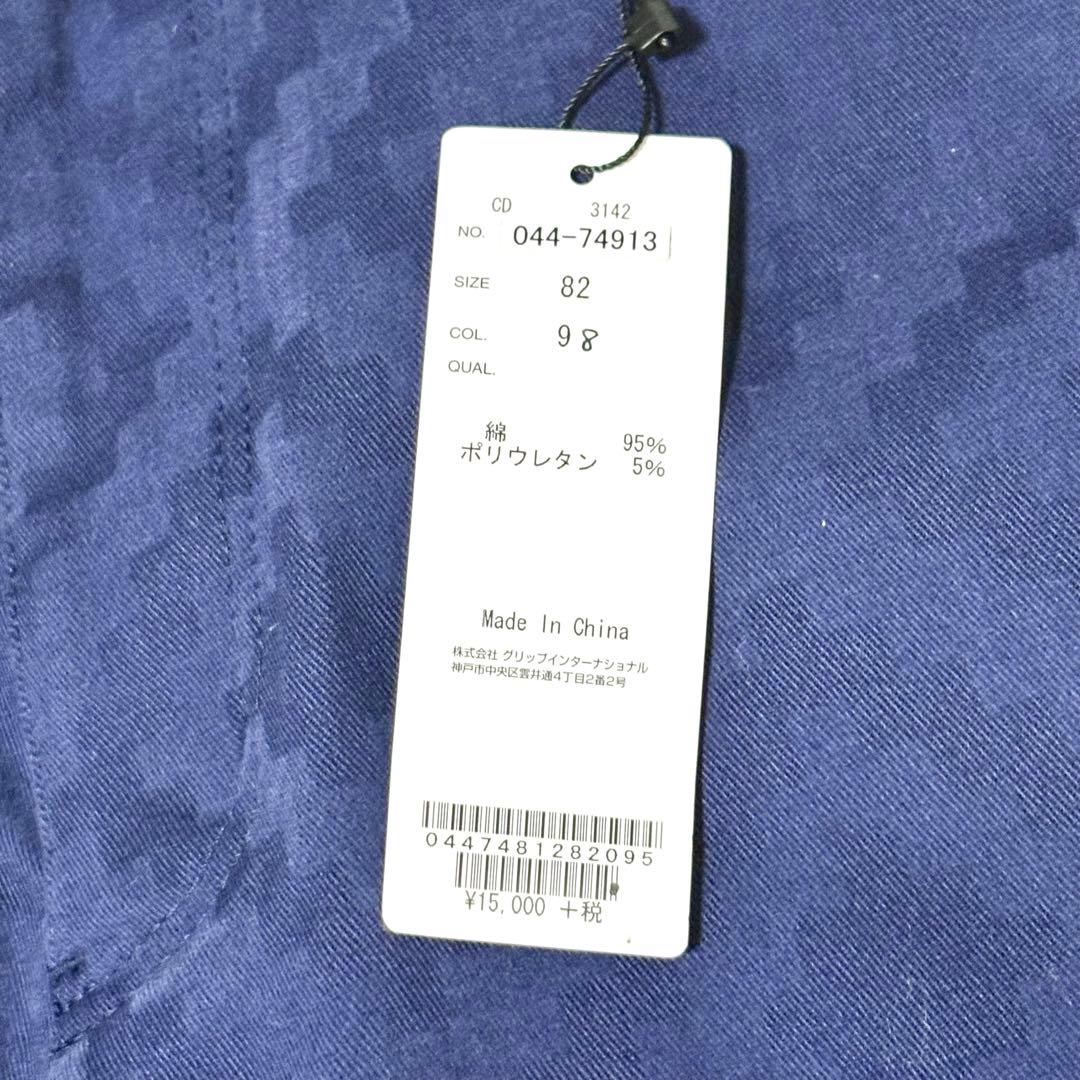 CD 3142
NO. 044-74913
SIZE 82
COL. 98
QUAL.
綿 95%
ポリウレタン 5%
Made In China
株式会社 グリップインターナショナル
神戸市中央区雲井通4丁目2番2号
0447481282095
¥15,000 +税